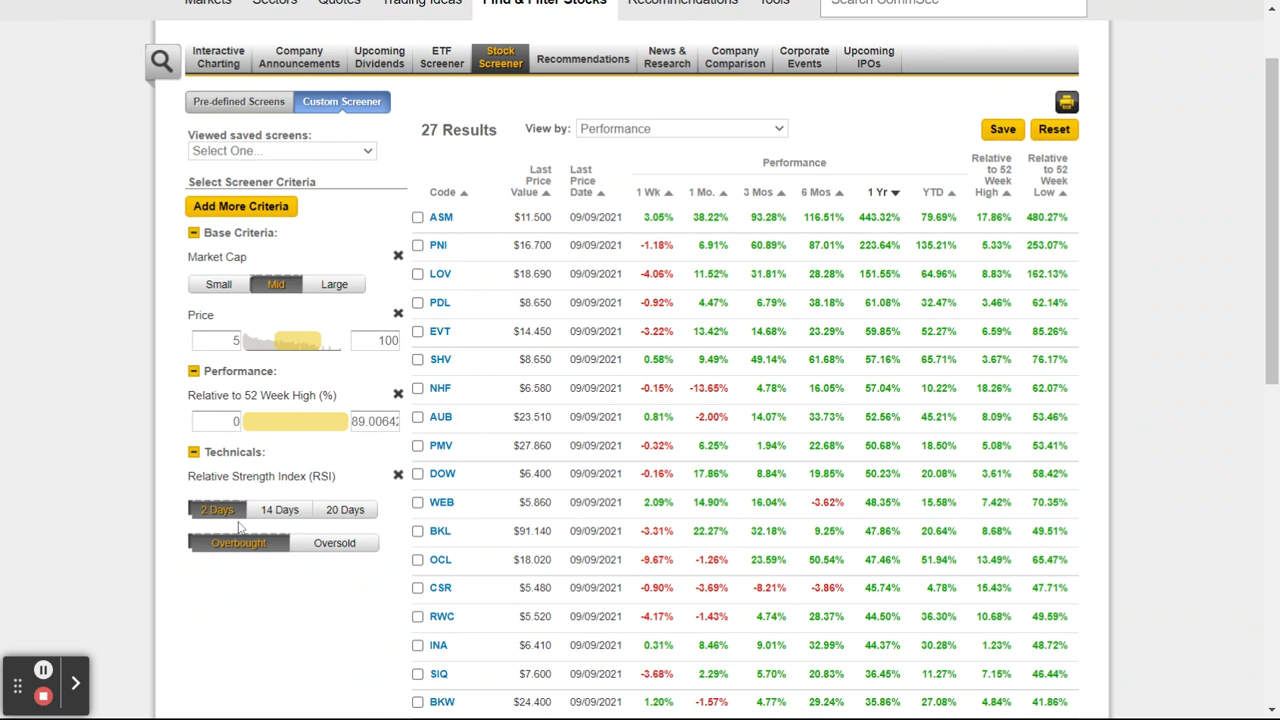 Markets Sectors Quotes Trading Ideas Find & Filter Stocks Recommendations Tools Search CommSec
Interactive Charting Company Announcements Upcoming Dividends ETF Screener Stock Screener Recommendations News & Research Company Comparison Corporate Events Upcoming IPOs
Pre-defined Screens Custom Screener
Viewed saved screens:
Select One...
Select Screener Criteria
Add More Criteria
Base Criteria:
Market Cap
Small Mid Large
Price
5 100
Performance:
Relative to 52 Week High (%)
0 89.00642
Technicals:
Relative Strength Index (RSI)
2 Days 14 Days 20 Days
Overbought Oversold
27 Results View by: Performance Save Reset
Performance
Code Last Price Value Last Price Date 1 Wk 1 Mo. 3 Mos 6 Mos 1 Yr YTD Relative to 52 Week High Relative to 52 Week Low
ASM $11.500 09/09/2021 3.05% 38.22% 93.28% 116.51% 443.32% 79.69% 17.86% 480.27%
PNI $16.700 09/09/2021 -1.18% 6.91% 60.89% 87.01% 223.64% 135.21% 5.33% 253.07%
LOV $18.690 09/09/2021 -4.06% 11.52% 31.81% 28.28% 151.55% 64.96% 8.83% 162.13%
PDL $8.650 09/09/2021 -0.92% 4.47% 6.79% 38.18% 61.08% 32.47% 3.46% 62.14%
EVT $14.450 09/09/2021 -3.22% 13.42% 14.68% 23.29% 59.85% 52.27% 6.59% 85.26%
SHV $8.650 09/09/2021 0.58% 9.49% 49.14% 61.68% 57.16% 65.71% 3.67% 76.17%
NHF $6.580 09/09/2021 -0.15% -13.65% 4.78% 16.05% 57.04% 10.22% 18.26% 62.07%
AUB $23.510 09/09/2021 0.81% -2.00% 14.07% 33.73% 52.56% 45.21% 8.09% 53.46%
PMV $27.860 09/09/2021 -0.32% 6.25% 1.94% 22.68% 50.69% 18.50% 5.08% 53.41%
DOW $6.400 09/09/2021 -0.16% 17.86% 8.84% 19.85% 50.23% 20.08% 3.61% 58.42%
WEB $5.860 09/09/2021 2.09% 14.90% 16.04% -3.62% 48.35% 15.58% 7.42% 70.35%
BKL $91.140 09/09/2021 -3.31% 22.27% 32.18% 9.25% 47.86% 20.64% 8.68% 49.51%
OCL $18.020 09/09/2021 -9.67% -1.26% 23.59% 50.54% 47.46% 51.94% 13.49% 65.47%
CSR $5.480 09/09/2021 -0.90% -3.69% -8.21% -3.86% 45.74% 4.78% 15.43% 47.71%
RWC $5.520 09/09/2021 -4.17% -1.43% 4.74% 28.37% 44.50% 36.30% 10.68% 49.59%
INA $6.410 09/09/2021 0.31% 8.46% 9.01% 32.99% 44.37% 30.28% 1.23% 48.72%
SIQ $7.600 09/09/2021 -3.68% 2.29% 5.70% 20.83% 36.45% 11.27% 7.15% 46.44%
BKW $24.400 09/09/2021 1.20% -1.57% 4.77% 29.24% 35.86% 27.08% 4.84% 41.86%